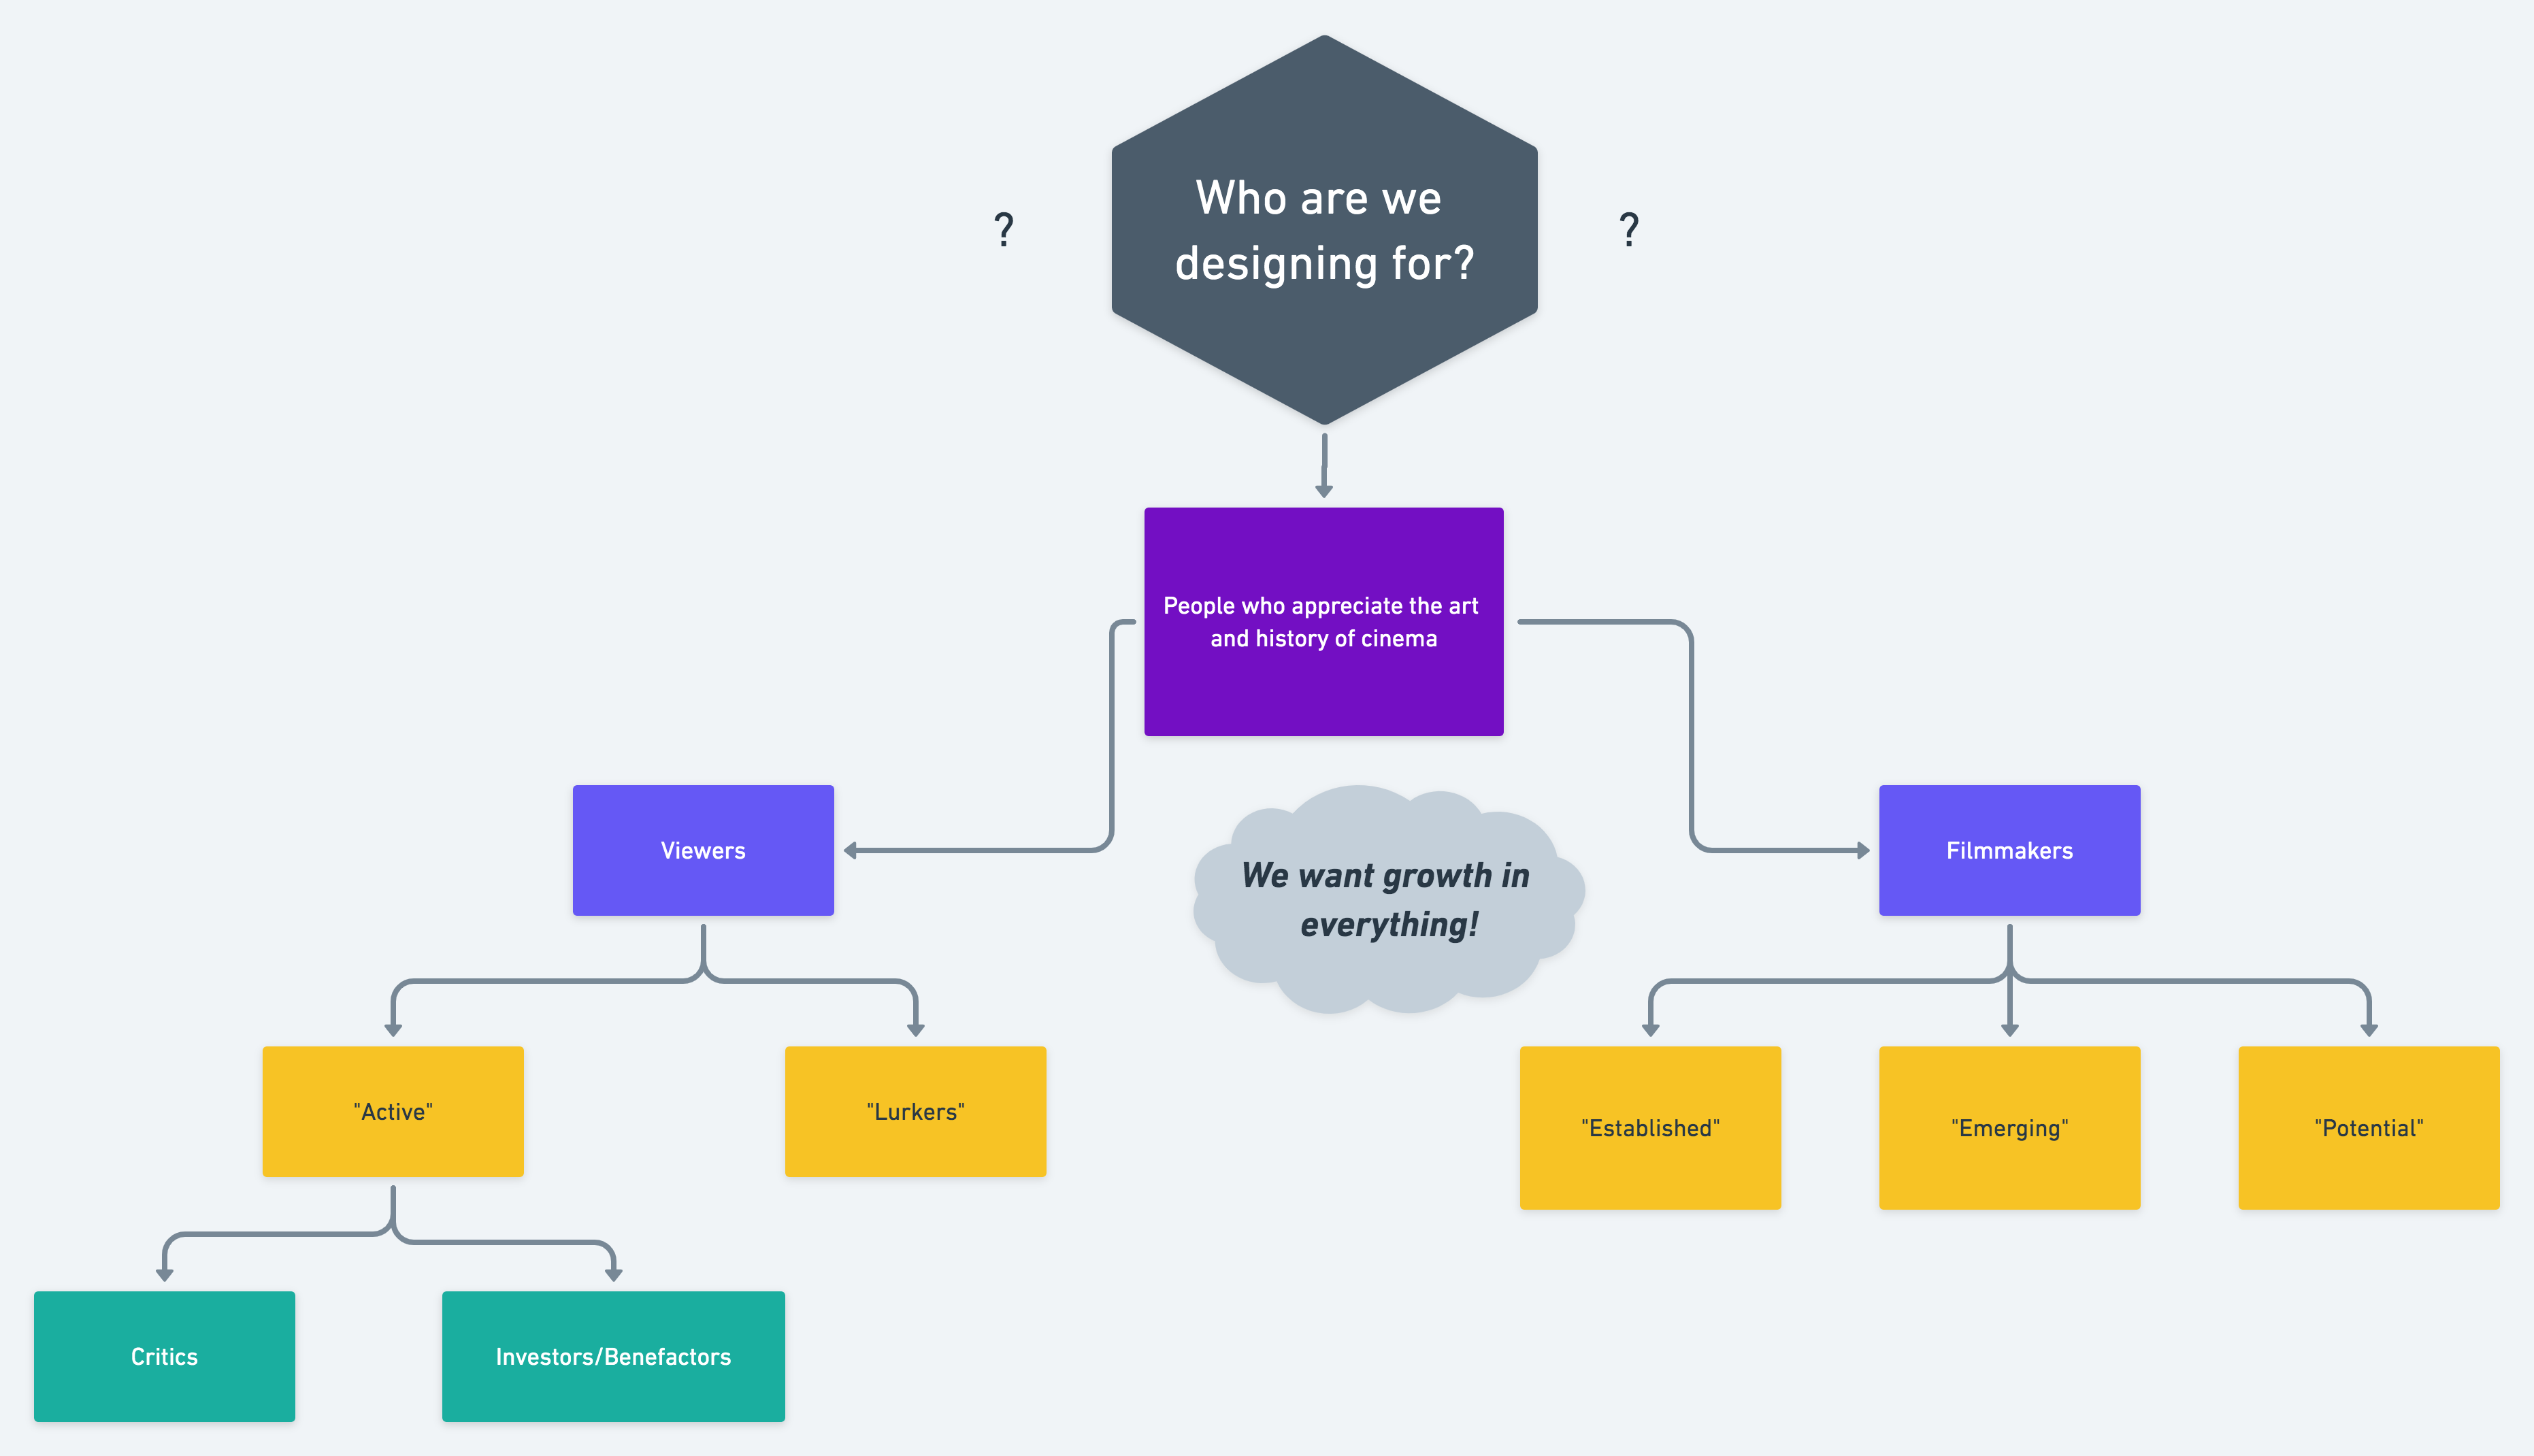 Who are we
designing for?
?
?
People who appreciate the art
and history of cinema
Viewers
We want growth in
everything!
Filmmakers
"Active"
"Lurkers"
"Established"
"Emerging"
"Potential"
Critics
Investors/Benefactors